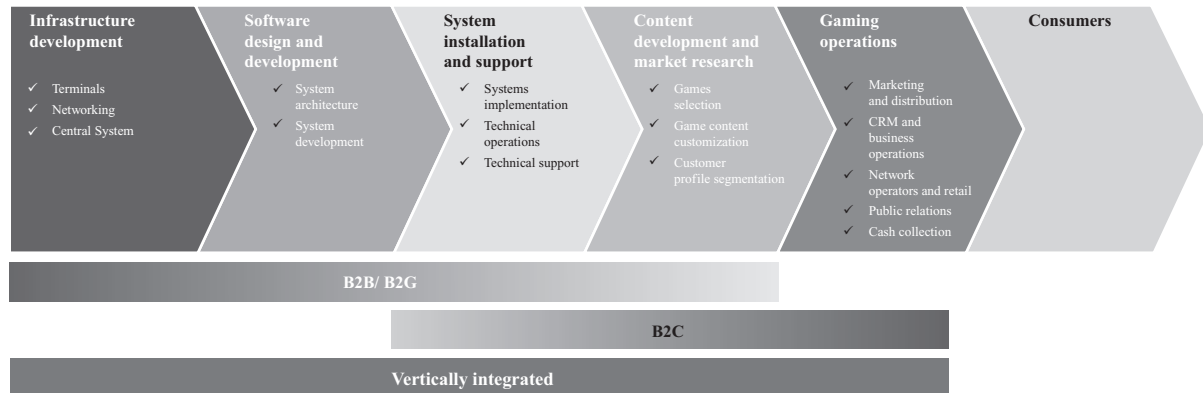 Infrastructure
development
✓ Terminals
✓ Networking
✓ Central System
Software
design and
development
✓ System
architecture
✓ System
development
System
installation
and support
✓ Systems
implementation
✓ Technical
operations
✓ Technical support
Content
development and
market research
✓ Games
selection
✓ Game content
customization
✓ Customer
profile segmentation
Gaming
operations
✓ Marketing
and distribution
✓ CRM and
business
operations
✓ Network
operators and retail
✓ Public relations
✓ Cash collection
Consumers
B2B/ B2G
B2C
Vertically integrated